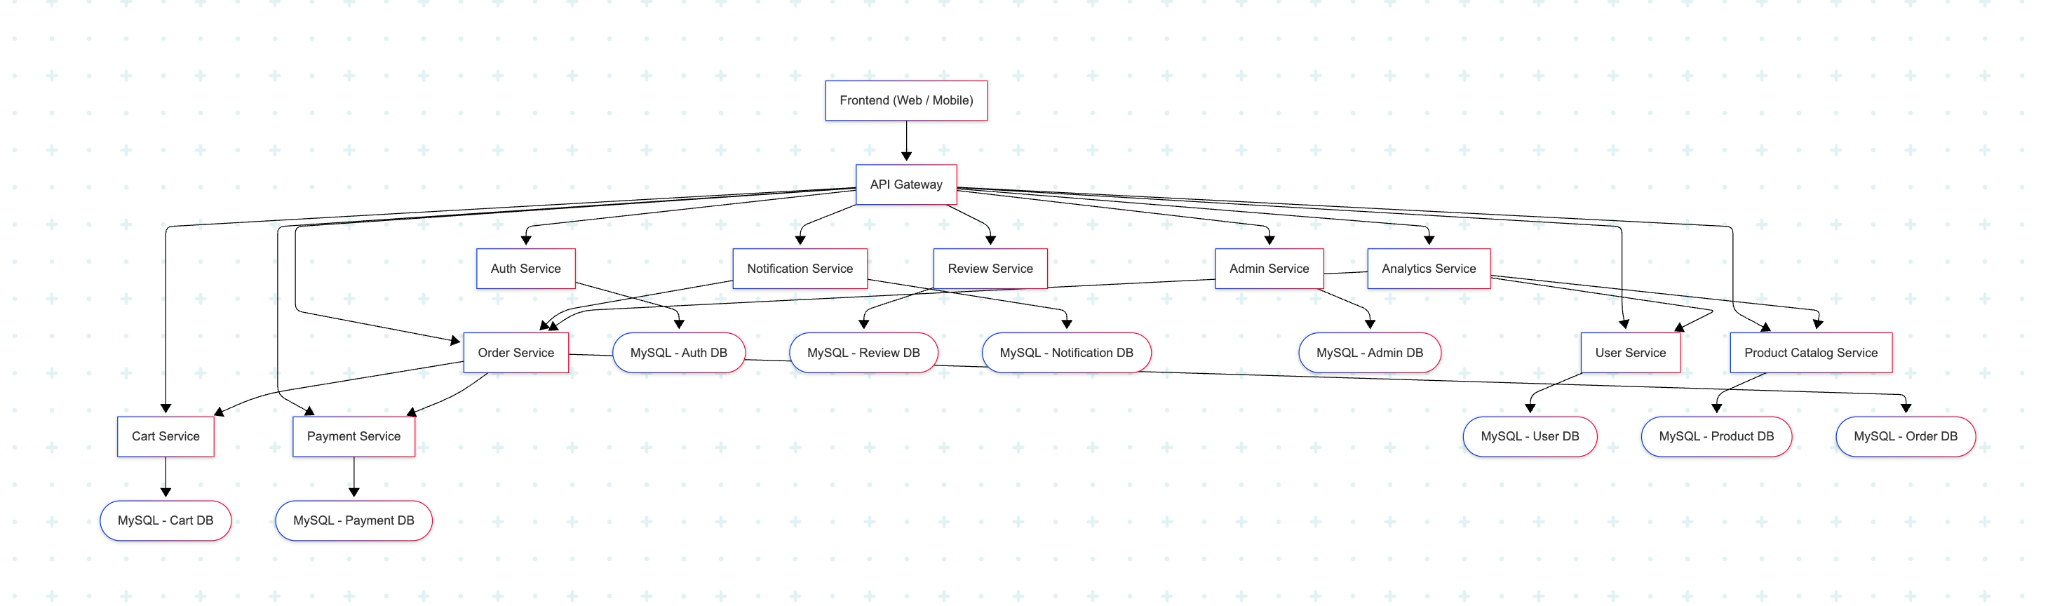 Frontend (Web / Mobile)
API Gateway
Auth Service
Notification Service
Review Service
Admin Service
Analytics Service
Order Service
MySQL - Auth DB
MySQL - Review DB
MySQL - Notification DB
MySQL - Admin DB
User Service
Product Catalog Service
Cart Service
Payment Service
MySQL - User DB
MySQL - Product DB
MySQL - Order DB
MySQL - Cart DB
MySQL - Payment DB